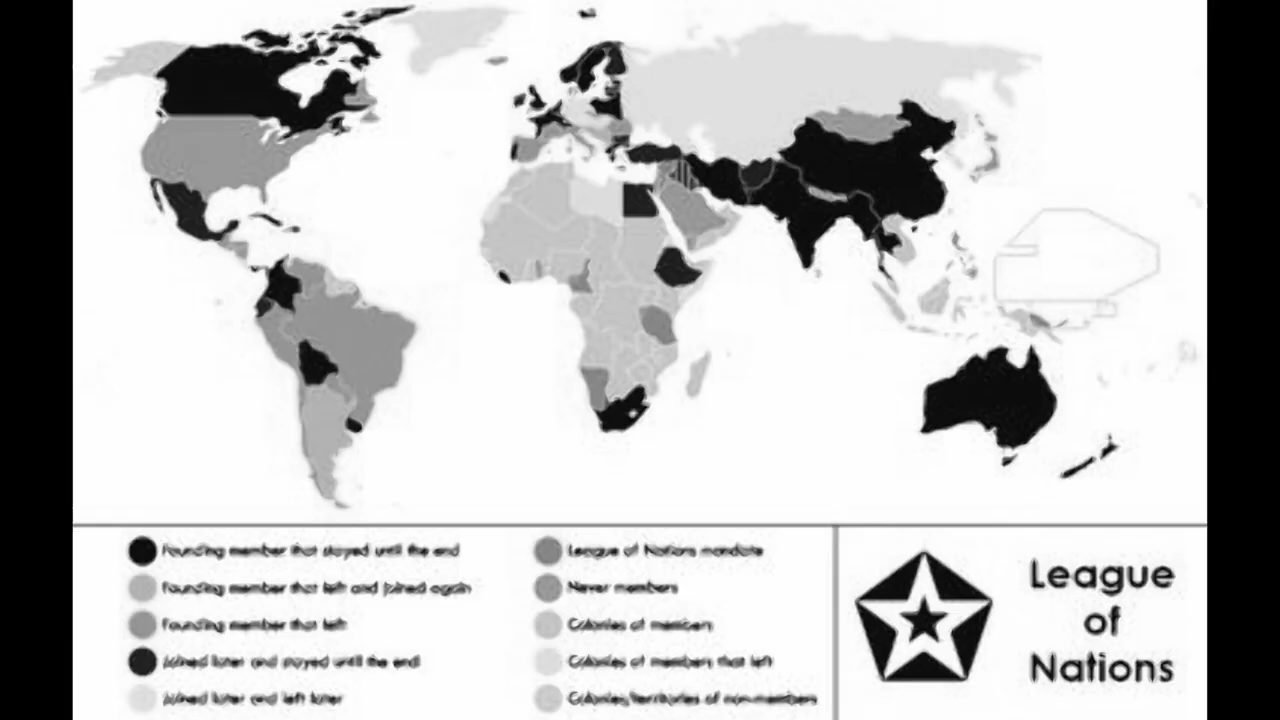 Founding member that stayed until the end
Founding member that left and joined again
Founding member that left
Joined later and stayed until the end
Joined later and left later
League of Nations mandate
Never members
Colonies of members
Colonies of members that left
Colonies/territories of non-members
League
of
Nations